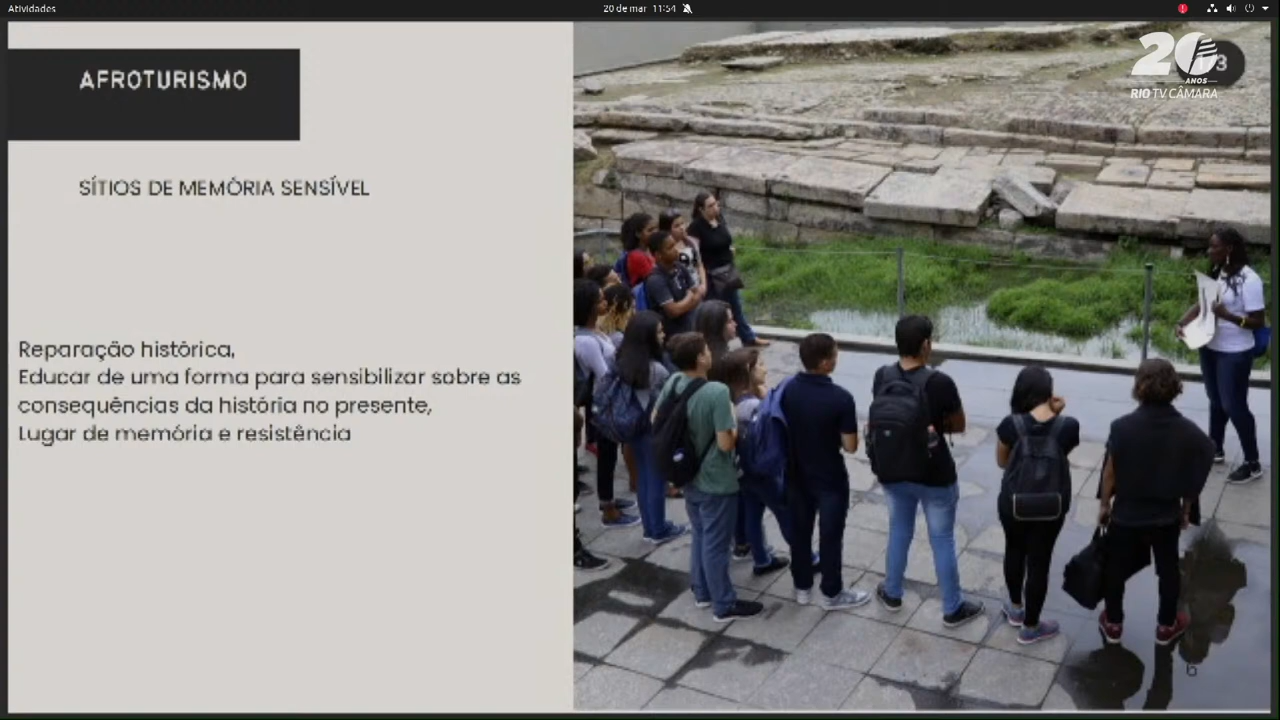 Atividades
20 de mar 11:54
20
ANOS
RIO TV CÂMARA
AFROTURISMO
SÍTIOS DE MEMÓRIA SENSÍVEL
Reparação histórica,
Educar de uma forma para sensibilizar sobre as
consequências da história no presente,
Lugar de memória e resistência
6